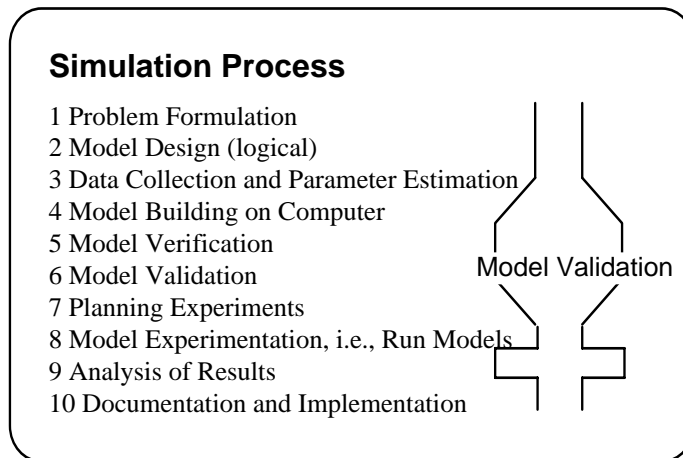 Simulation Process
1 Problem Formulation
2 Model Design (logical)
3 Data Collection and Parameter Estimation
4 Model Building on Computer
5 Model Verification
6 Model Validation
7 Planning Experiments
8 Model Experimentation, i.e., Run Models
9 Analysis of Results
10 Documentation and Implementation
Model Validation